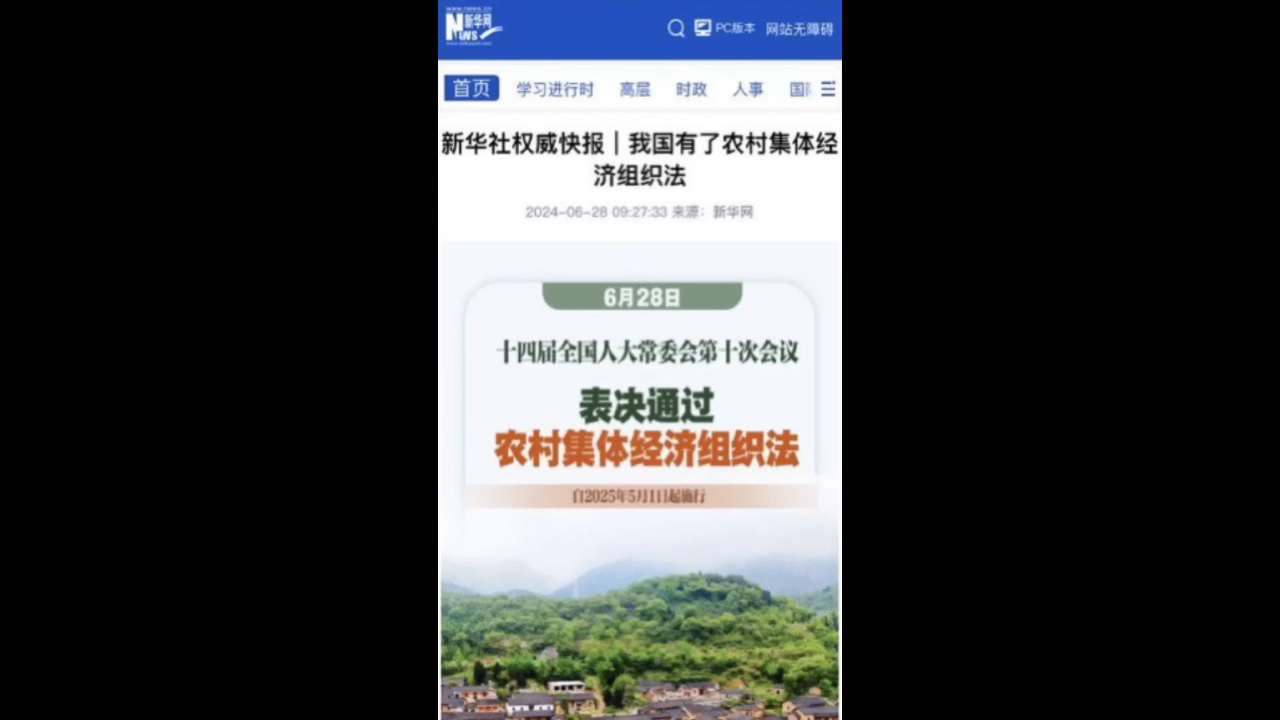 www.news.cn
新华网
NEWS
PC版本
网站无障碍
首页
学习进行时
高层
时政
人事
新华社权威快报｜我国有了农村集体经
济组织法
2024-06-28 09:27:33 来源：新华网
6月28日
十四届全国人大常委会第十次会议
表决通过
农村集体经济组织法
自2025年5月1日起施行